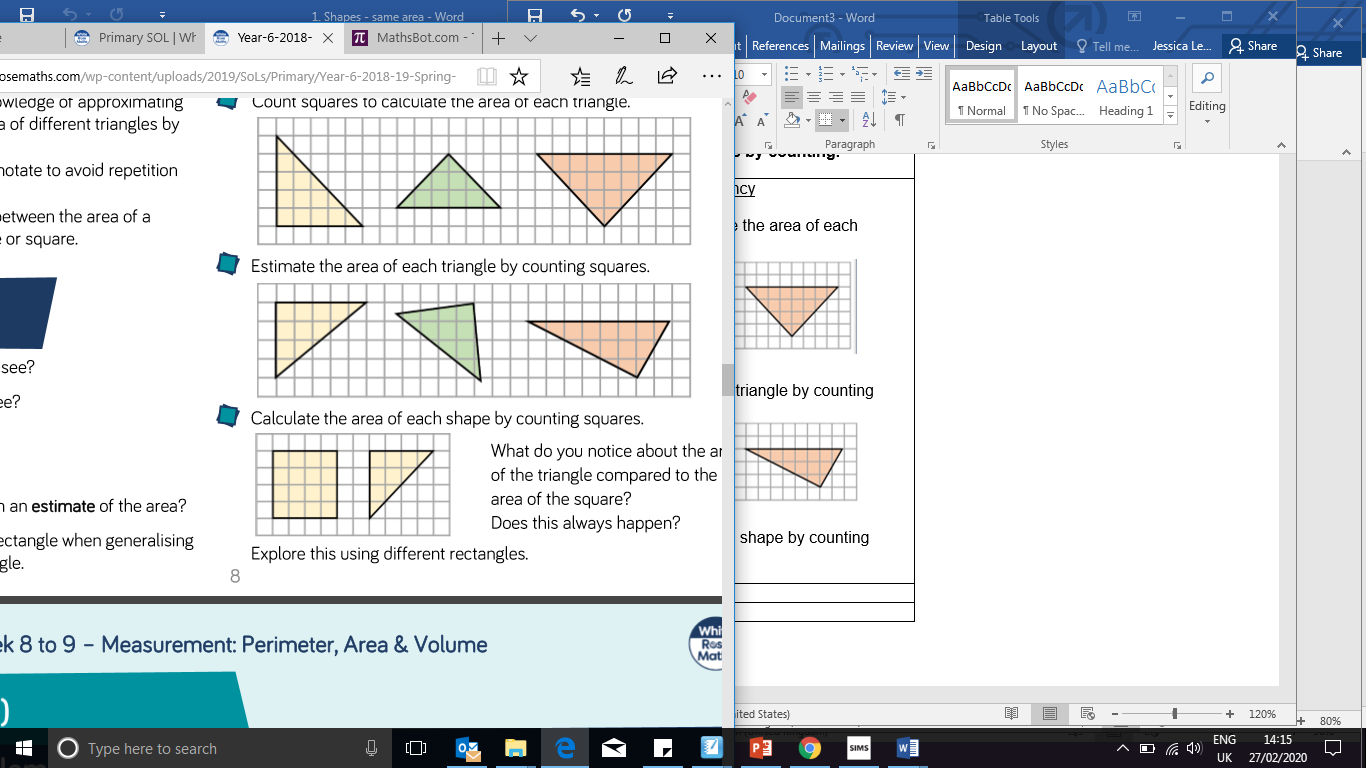 1. Shapes - same area - Word
Document3 - Word
Table Tools
Primary SOL | Wh
Year-6-2018-
MathsBot.com -
References
Mailings
Review
View
Design
Layout
Tell me...
Jessica Le...
Share
Share
osemaths.com/wp-content/uploads/2019/SoLs/Primary/Year-6-2018-19-Spring-
AaBbCcDc
AaBbCcDc
AaBbCc
¶ Normal
¶ No Spac...
Heading 1
Editing
Paragraph
Styles
owledge of approximating
a of different triangles by
notate to avoid repetition
between the area of a
e or square.
see?
ee?
n an estimate of the area?
ectangle when generalising
gle.
Count squares to calculate the area of each triangle.
Estimate the area of each triangle by counting squares.
Calculate the area of each shape by counting squares.
What do you notice about the ar
of the triangle compared to the
area of the square?
Does this always happen?
Explore this using different rectangles.
8
ek 8 to 9 – Measurement: Perimeter, Area & Volume
Whit
Ros
Mat
by counting.
ncy
e the area of each
triangle by counting
shape by counting
ited States)
120%
80%
Type here to search
SIMS
ENG
UK
14:15
27/02/2020